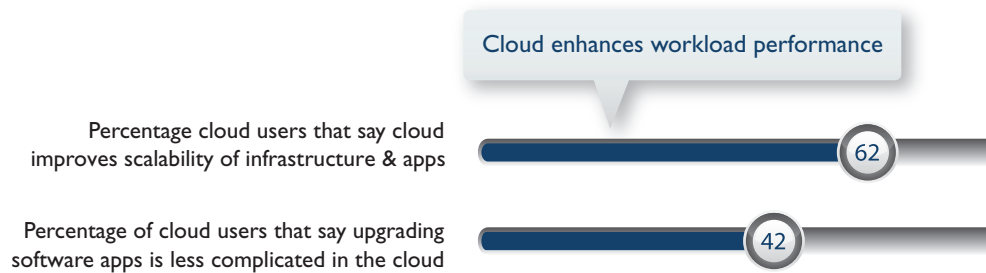 Cloud enhances workload performance
Percentage cloud users that say cloud
improves scalability of infrastructure & apps
62
Percentage of cloud users that say upgrading
software apps is less complicated in the cloud
42